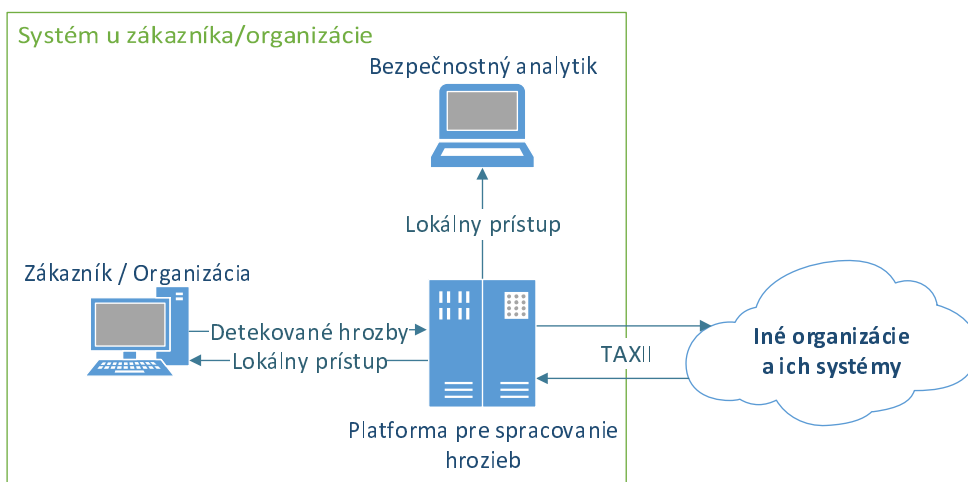 Systém u zákazníka/organizácie
Bezpečnostný analytik
Lokálny prístup
Zákazník / Organizácia
Detekované hrozby
Lokálny prístup
TAXII
Iné organizácie
a ich systémy
Platforma pre spracovanie
hrozieb